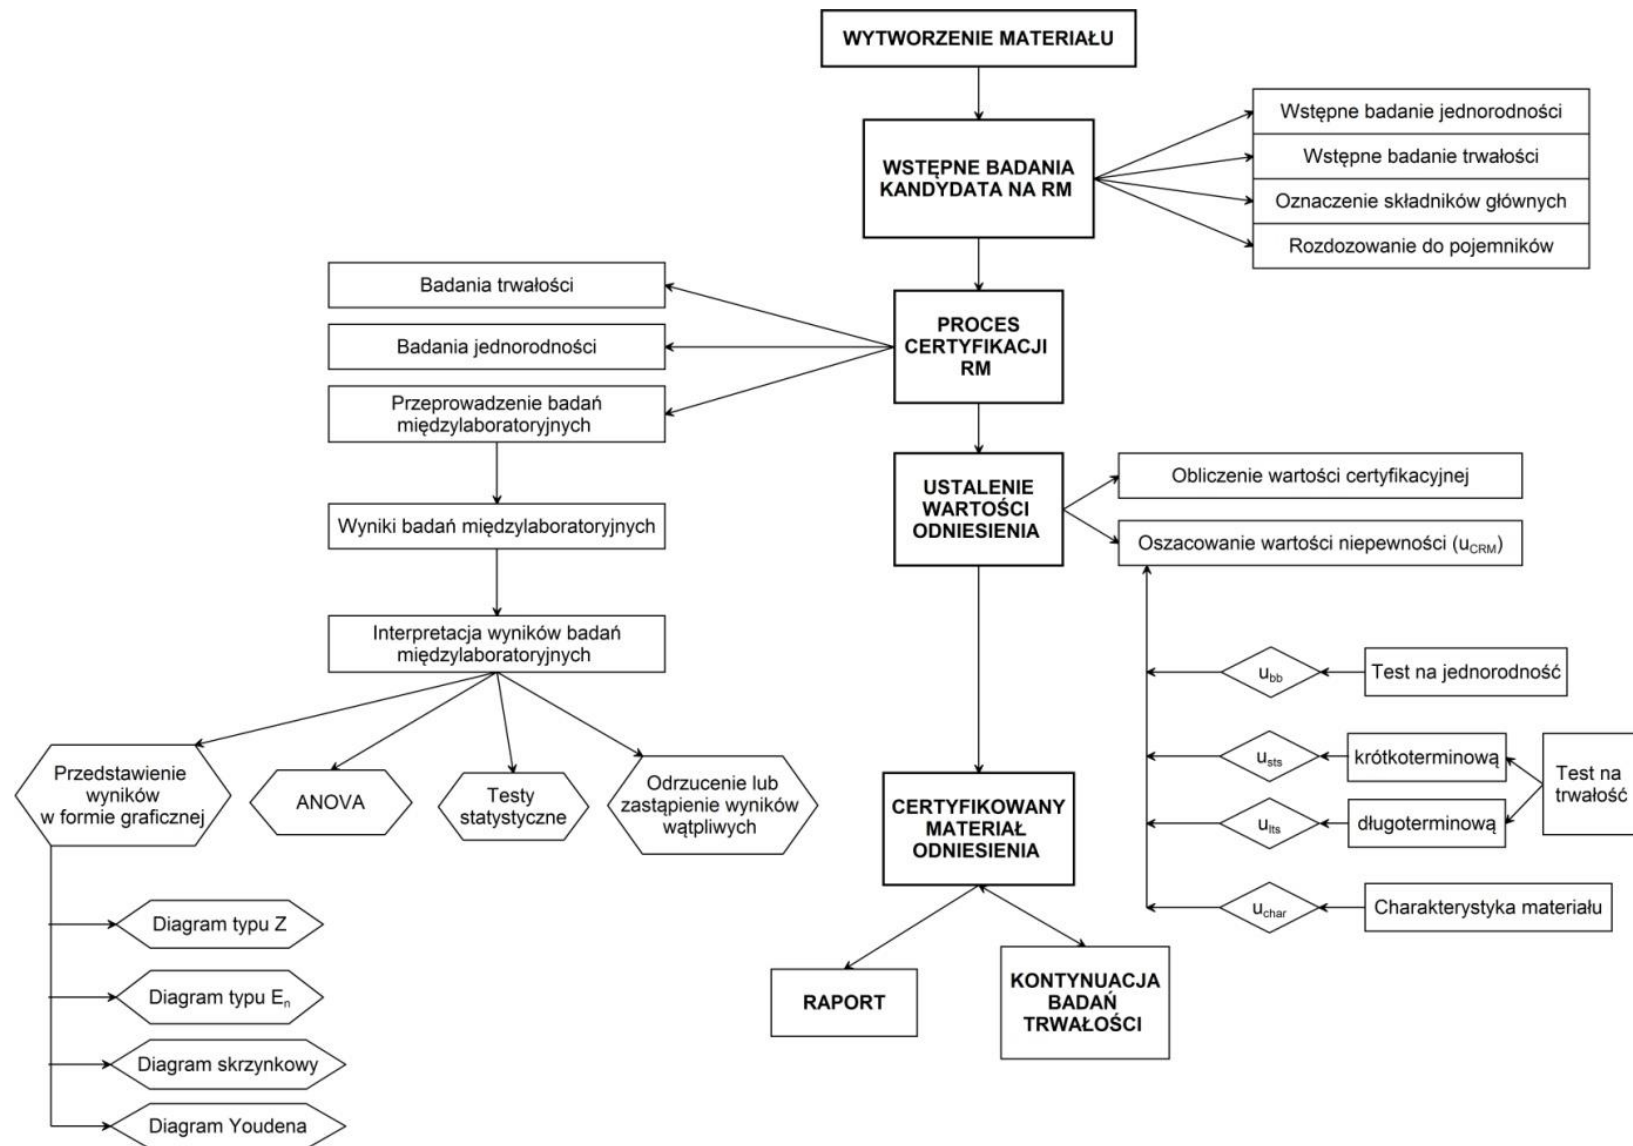 WYTWORZENIE MATERIAŁU
WSTĘPNE BADANIA
KANDYDATA NA RM
Wstępne badanie jednorodności
Wstępne badanie trwałości
Oznaczenie składników głównych
Rozdozowanie do pojemników
PROCES
CERTYFIKACJI
RM
Badania trwałości
Badania jednorodności
Przeprowadzenie badań
międzylaboratoryjnych
Wyniki badań międzylaboratoryjnych
Interpretacja wyników badań
międzylaboratoryjnych
Przedstawienie
wyników
w formie graficznej
ANOVA
Testy
statystyczne
Odrzucenie lub
zastąpienie wyników
wątpliwych
Diagram typu Z
Diagram typu En
Diagram skrzynkowy
Diagram Youdena
USTALENIE
WARTOŚCI
ODNIESIENIA
Obliczenie wartości certyfikacyjnej
Oszacowanie wartości niepewności (uCRM)
ubb
Test na jednorodność
usts
krótkoterminową
ults
długoterminową
Test na
trwałość
uchar
Charakterystyka materiału
CERTYFIKOWANY
MATERIAŁ
ODNIESIENIA
RAPORT
KONTYNUACJA
BADAŃ
TRWAŁOŚCI